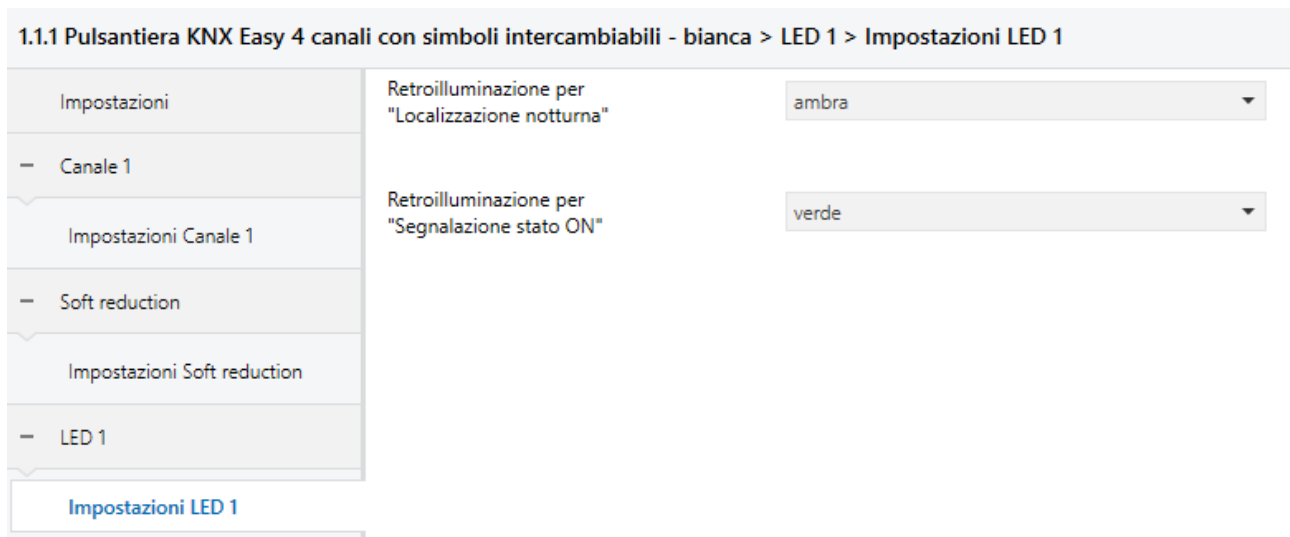 1.1.1 Pulsantiera KNX Easy 4 canali con simboli intercambiabili - bianca > LED 1 > Impostazioni LED 1
Impostazioni
Retroilluminazione per
"Localizzazione notturna"
ambra
Canale 1
Retroilluminazione per
"Segnalazione stato ON"
verde
Impostazioni Canale 1
Soft reduction
Impostazioni Soft reduction
LED 1
Impostazioni LED 1